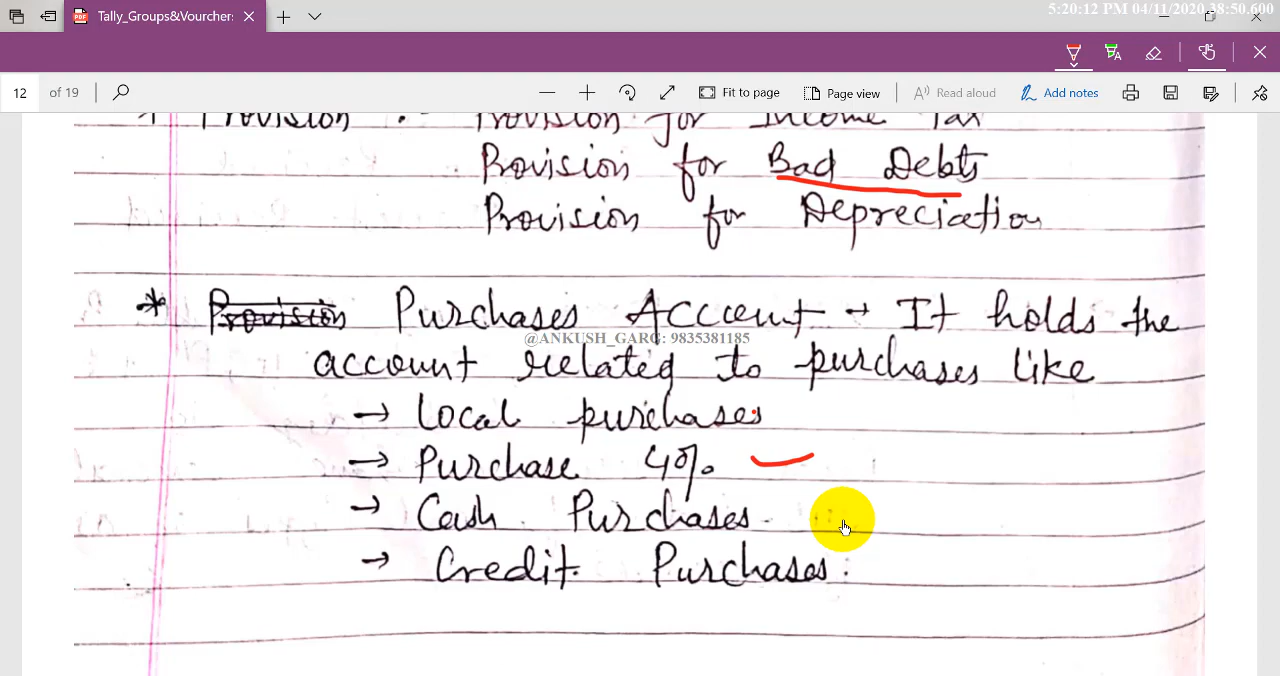 5:20:12 PM 04/11/2020 38:50.600
Tally_Groups&Vourchers
12 of 19 Fit to page Page view Read aloud Add notes
* Provision :- Provision for Income Tax
Provision for Bad Debts
Provision for Depreciation
* Provision Purchases Account → It holds the
@ANKUSH_GARG: 9835381185
account related to purchases like
→ Local purchases
→ Purchase 40%
→ Cash Purchases
→ Credit Purchases.